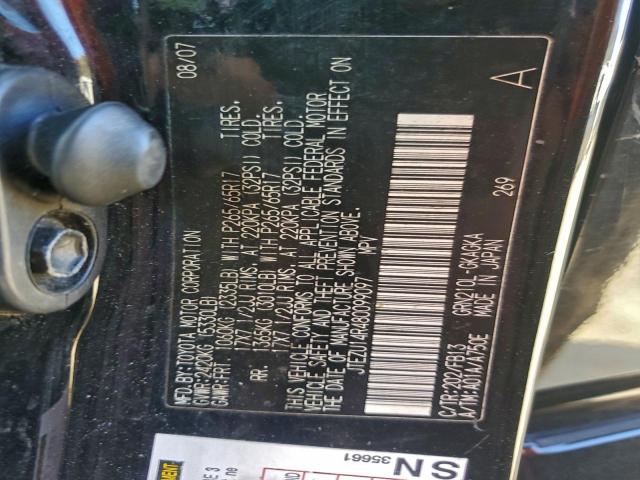 MFD.BY:TOYOTA MOTOR CORPORATION 08/07
GVWR:2420KG (5330LB)
GAWR:FRT 1060KG (2335LB) WITH P265/65R17 TIRES.
17X7 1/2JJ RIMS. AT 220KPA (32PSI) COLD.
RR 1365KG (3010LB) WITH P265/65R17 TIRES.
17X7 1/2JJ RIMS. AT 220KPA (32PSI) COLD.
THIS VEHICLE CONFORMS TO ALL APPLICABLE FEDERAL MOTOR
VEHICLE SAFETY AND THEFT PREVENTION STANDARDS IN EFFECT ON
THE DATE OF MANUFACTURE SHOWN ABOVE.
JTEZU14R480099097 MPV
C/TR:202/FB13 GRN210L-GKAGKA
A/TM:A01A/A750E MADE IN JAPAN
269
A
SN
35661